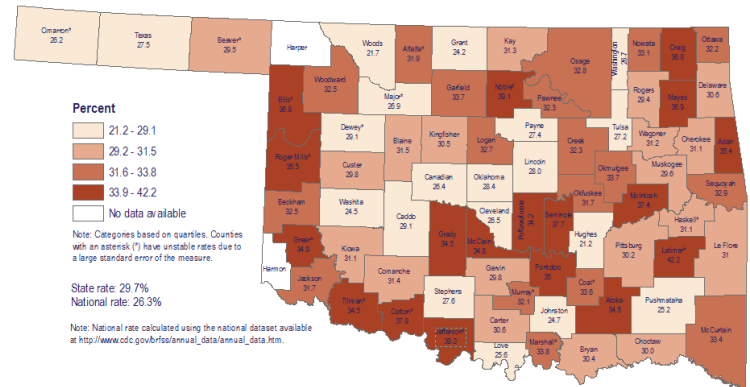 Cimarron* 26.2
Texas 27.5
Beaver* 29.5
Harper
Woods 21.7
Alfalfa* 31.9
Grant 24.2
Kay 31.3
Osage 32.8
Washington
Nowata 33.1
Craig 36.8
Ottawa 32.2
Ellis* 38.8
Woodward 32.5
Major* 26.9
Garfield 33.7
Noble* 39.1
Pawnee 32.3
Rogers 29.4
Mayes 36.9
Delaware 30.6
Percent
21.2 - 29.1
29.2 - 31.5
31.6 - 33.8
33.9 - 42.2
No data available
Note: Categories based on quartiles. Counties
with an asterisk (*) have unstable rates due to
a large standard error of the measure.
State rate: 29.7%
National rate: 26.3%
Note: National rate calculated using the national dataset available
at http://www.cdc.gov/brfss/annual_data/annual_data.htm.
Dewey* 29.1
Blaine 31.5
Kingfisher 30.5
Logan 32.7
Payne 27.4
Creek 32.3
Tulsa 27.2
Wagoner 31.2
Cherokee 31.1
Adair
Roger Mills*
Custer 29.8
Canadian 26.4
Oklahoma 28.4
Lincoln 28.0
Okmulgee 33.7
Muskogee 29.6
Sequoyah 32.9
Beckham 32.5
Washita 24.5
Caddo 29.1
Cleveland 26.5
Pottawatomie 34.2
Seminole 37.7
Okfuskee 31.7
McIntosh 37.4
Haskell* 31.1
Greer* 34.9
Kiowa 31.1
Grady 34.5
McClain 34.8
Hughes 21.2
Pittsburg 30.2
Latimer* 42.2
Le Flore 31
Harmon
Jackson 31.7
Comanche 31.4
Garvin 29.8
Pontotoc 35
Coal* 33.6
Tillman* 34.5
Cotton* 37.9
Stephens 27.6
Murray* 32.1
Johnston 24.7
Atoka 34.5
Pushmataha 25.2
McCurtain 33.4
Jefferson* 39.3
Carter 30.6
Love 25.6
Marshall* 33.8
Bryan 30.4
Choctaw 30.0